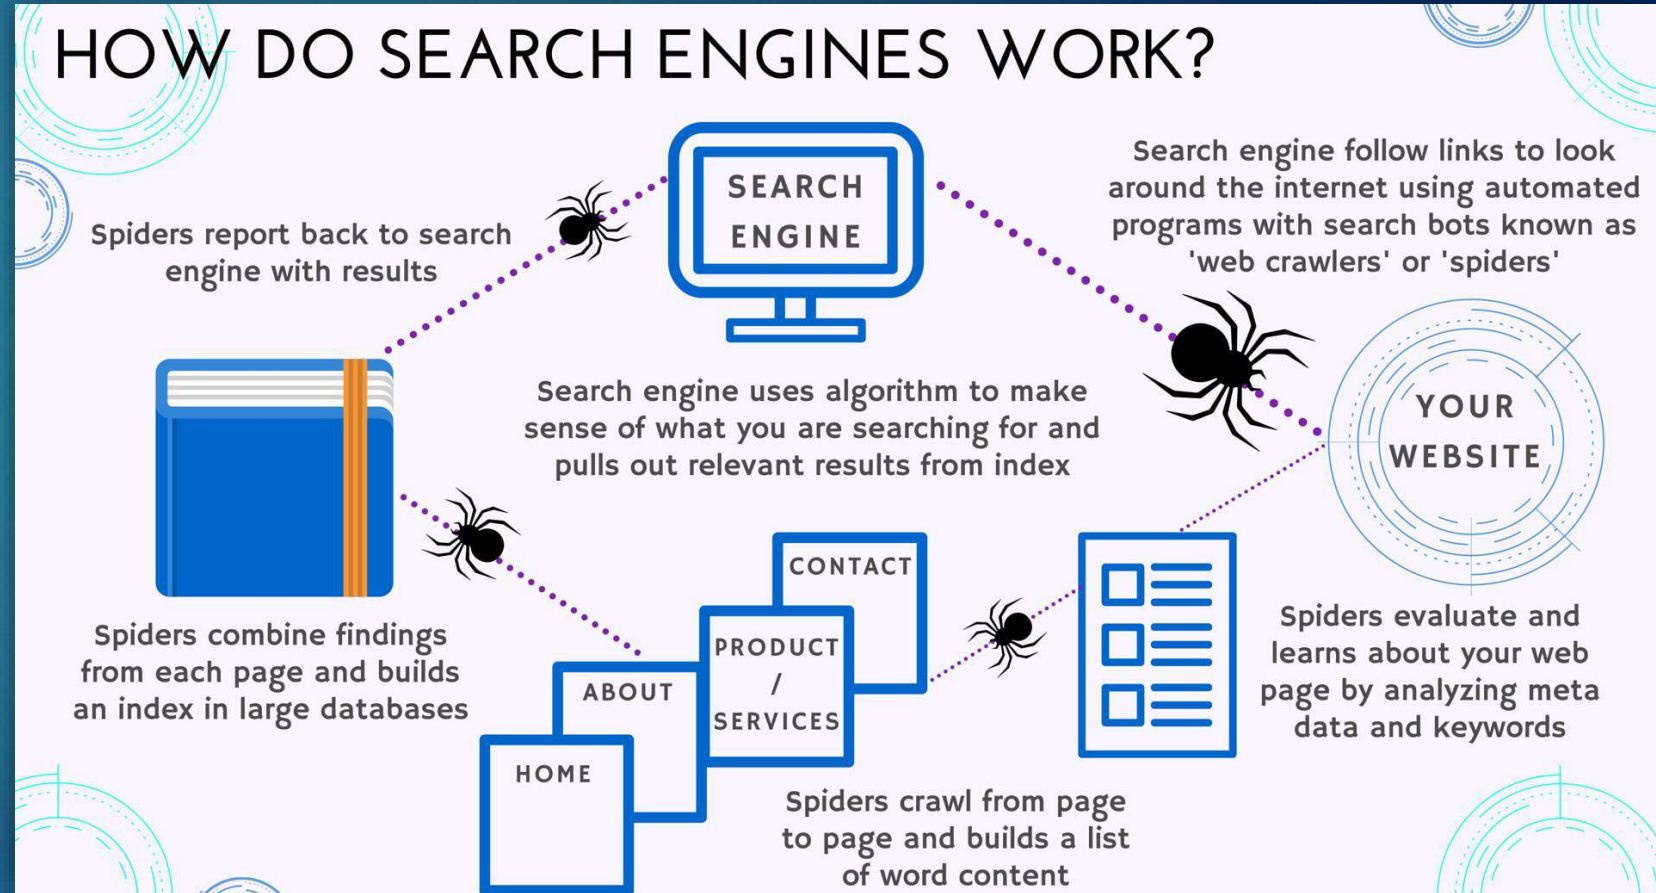 HOW DO SEARCH ENGINES WORK?
SEARCH
ENGINE
Search engine follow links to look
around the internet using automated
programs with search bots known as
'web crawlers' or 'spiders'
Spiders report back to search
engine with results
Search engine uses algorithm to make
sense of what you are searching for and
pulls out relevant results from index
YOUR
WEBSITE
Spiders evaluate and
learns about your web
page by analyzing meta
data and keywords
CONTACT
PRODUCT
/
SERVICES
ABOUT
HOME
Spiders crawl from page
to page and builds a list
of word content
Spiders combine findings
from each page and builds
an index in large databases